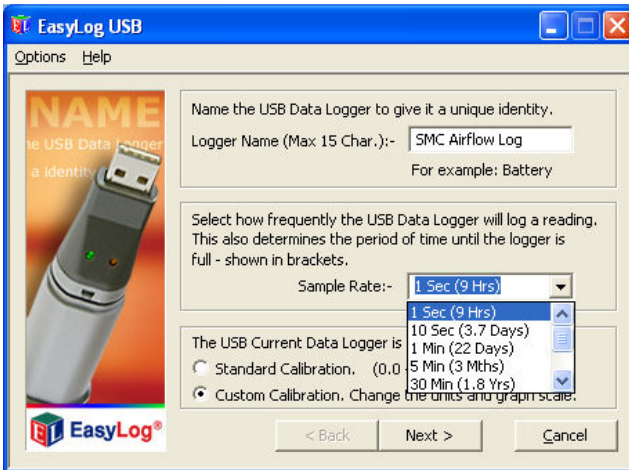 EasyLog USB
Options Help
NAME
he USB Data Logger
a identity
Name the USB Data Logger to give it a unique identity.
Logger Name (Max 15 Char.):- SMC Airflow Log
For example: Battery
Select how frequently the USB Data Logger will log a reading.
This also determines the period of time until the logger is
full - shown in brackets.
Sample Rate:- 1 Sec (9 Hrs)
1 Sec (9 Hrs)
10 Sec (3.7 Days)
1 Min (22 Days)
5 Min (3 Mths)
30 Min (1.8 Yrs)
The USB Current Data Logger is
Standard Calibration. (0.0 -
Custom Calibration. Change the units and graph scale.
EL EasyLog®
< Back Next > Cancel